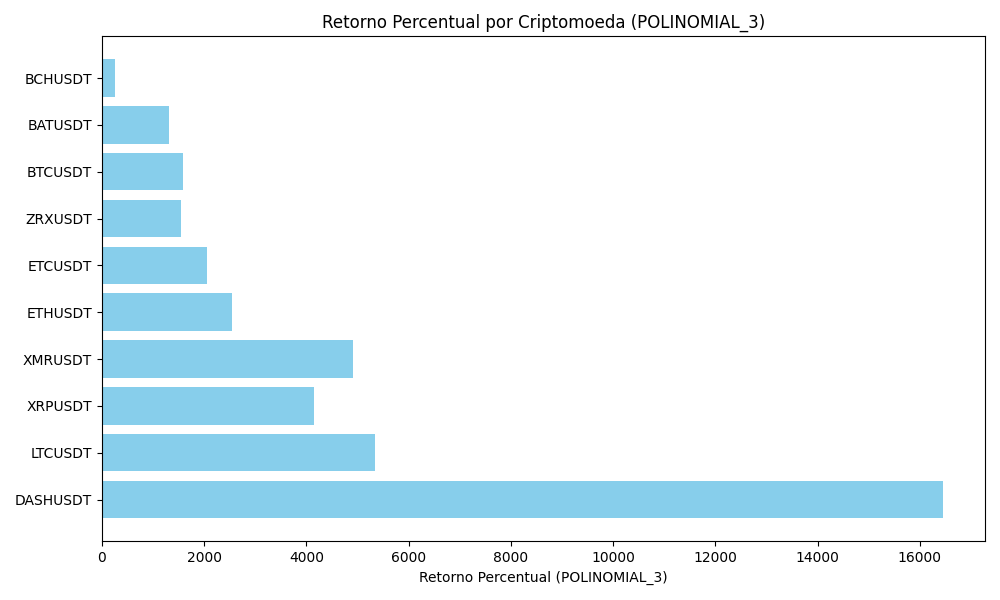 Retorno Percentual por Criptomoeda (POLINOMIAL_3)
BCHUSDT
BATUSDT
BTCUSDT
ZRXUSDT
ETCUSDT
ETHUSDT
XMRUSDT
XRPUSDT
LTCUSDT
DASHUSDT
0 2000 4000 6000 8000 10000 12000 14000 16000
Retorno Percentual (POLINOMIAL_3)